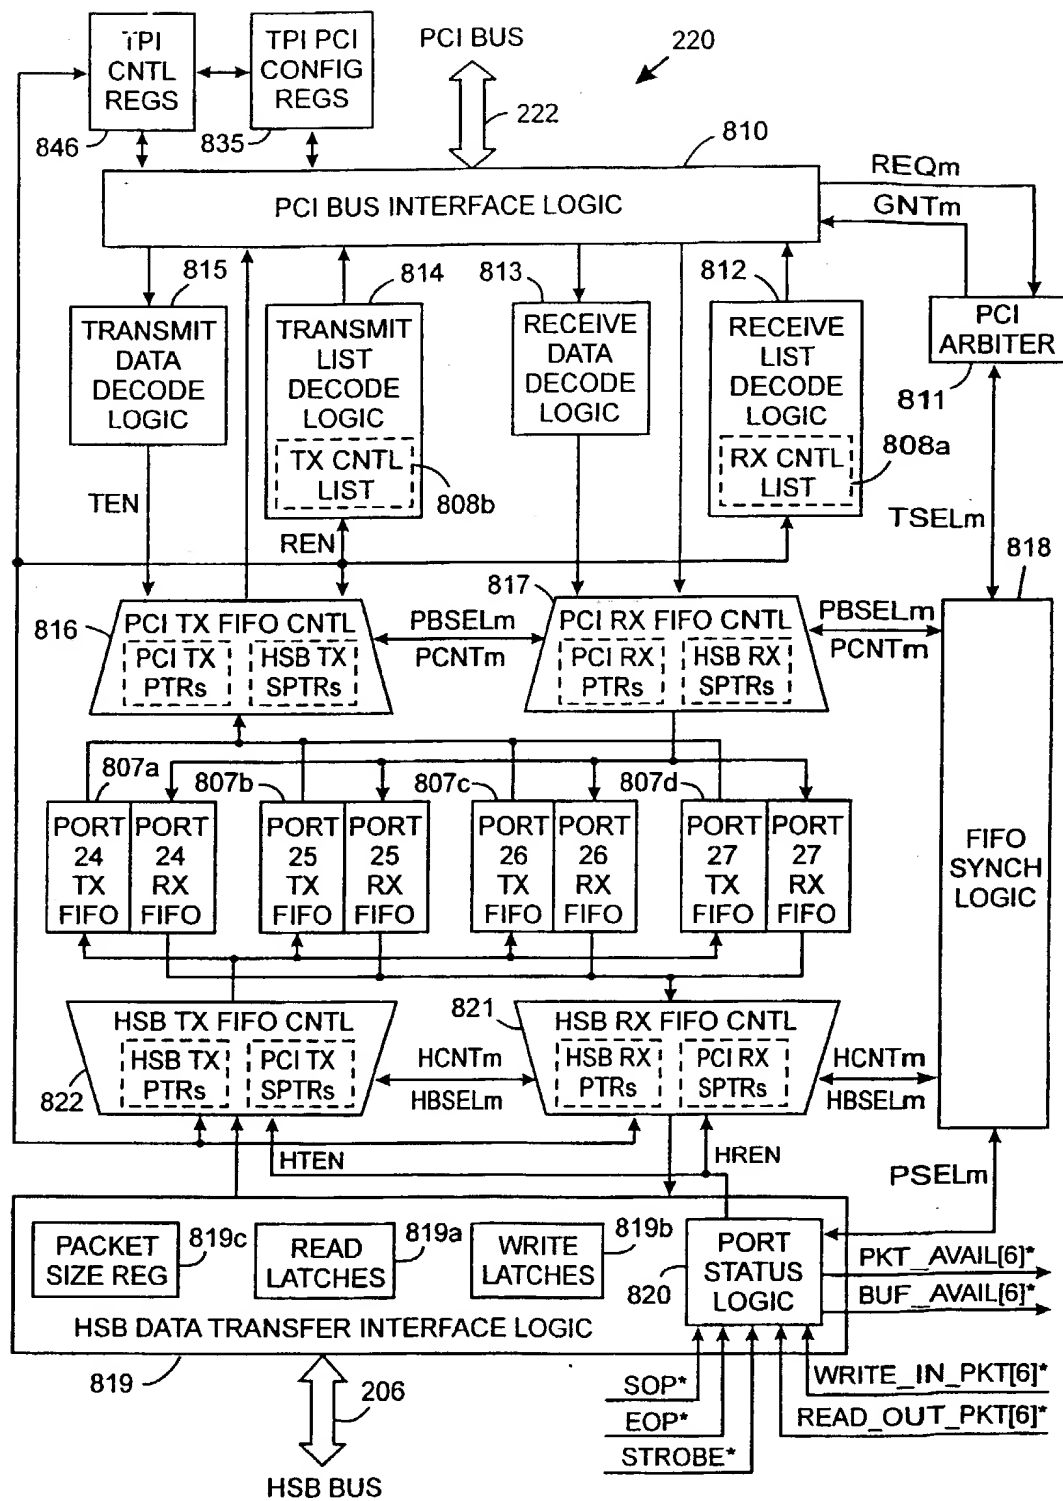 TPI
CNTL
REGS
846
TPI PCI
CONFIG
REGS
835
PCI BUS
222
220
810
PCI BUS INTERFACE LOGIC
REQm
GNTm
815
TRANSMIT
DATA
DECODE
LOGIC
814
TRANSMIT
LIST
DECODE
LOGIC
TX CNTL
LIST
808b
813
RECEIVE
DATA
DECODE
LOGIC
812
RECEIVE
LIST
DECODE
LOGIC
RX CNTL
LIST
808a
PCI
ARBITER
811
TEN
REN
TSELm
818
816
PCI TX FIFO CNTL
PCI TX
PTRs
HSB TX
SPTRs
PBSELm
PCNTm
817
PCI RX FIFO CNTL
PCI RX
PTRs
HSB RX
SPTRs
PBSELm
PCNTm
807a
PORT
24
TX
FIFO
PORT
24
RX
FIFO
807b
PORT
25
TX
FIFO
PORT
25
RX
FIFO
807c
PORT
26
TX
FIFO
PORT
26
RX
FIFO
807d
PORT
27
TX
FIFO
PORT
27
RX
FIFO
FIFO
SYNCH
LOGIC
HSB TX FIFO CNTL
HSB TX
PTRs
PCI TX
SPTRs
822
HCNTm
HBSELm
821
HSB RX FIFO CNTL
HSB RX
PTRs
PCI RX
SPTRs
HCNTm
HBSELm
HTEN
HREN
PSELm
PACKET
SIZE REG
819c
READ
LATCHES
819a
WRITE
LATCHES
819b
820
PORT
STATUS
LOGIC
PKT_AVAIL[6]*
BUF_AVAIL[6]*
HSB DATA TRANSFER INTERFACE LOGIC
819
206
HSB BUS
SOP*
EOP*
STROBE*
WRITE_IN_PKT[6]*
READ_OUT_PKT[6]*